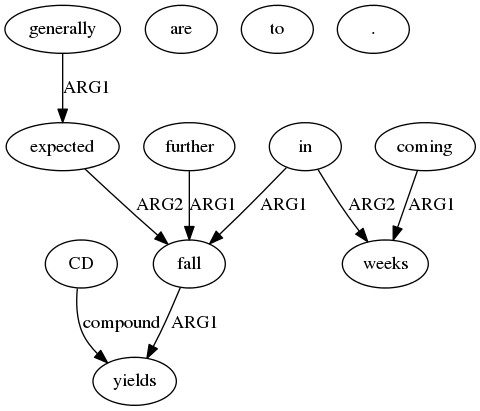 generally are to .
ARG1
expected further in coming
ARG2 ARG1 ARG1 ARG2 ARG1
CD fall weeks
compound ARG1
yields